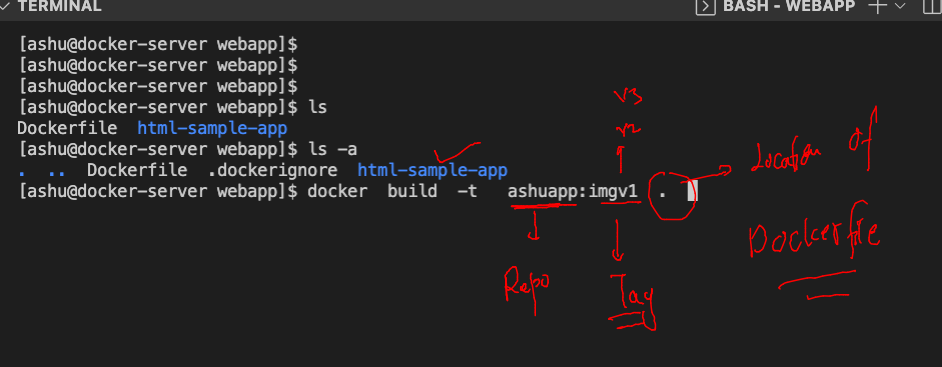 TERMINAL
BASH - WEBAPP
[ashu@docker-server webapp]$
[ashu@docker-server webapp]$
[ashu@docker-server webapp]$
[ashu@docker-server webapp]$ ls
Dockerfile  html-sample-app
[ashu@docker-server webapp]$ ls -a
.  ..  Dockerfile  .dockerignore  html-sample-app
[ashu@docker-server webapp]$ docker  build  -t   ashuapp:imgv1  .
v3
v2
Location of
Dockerfile
Repo
Tag